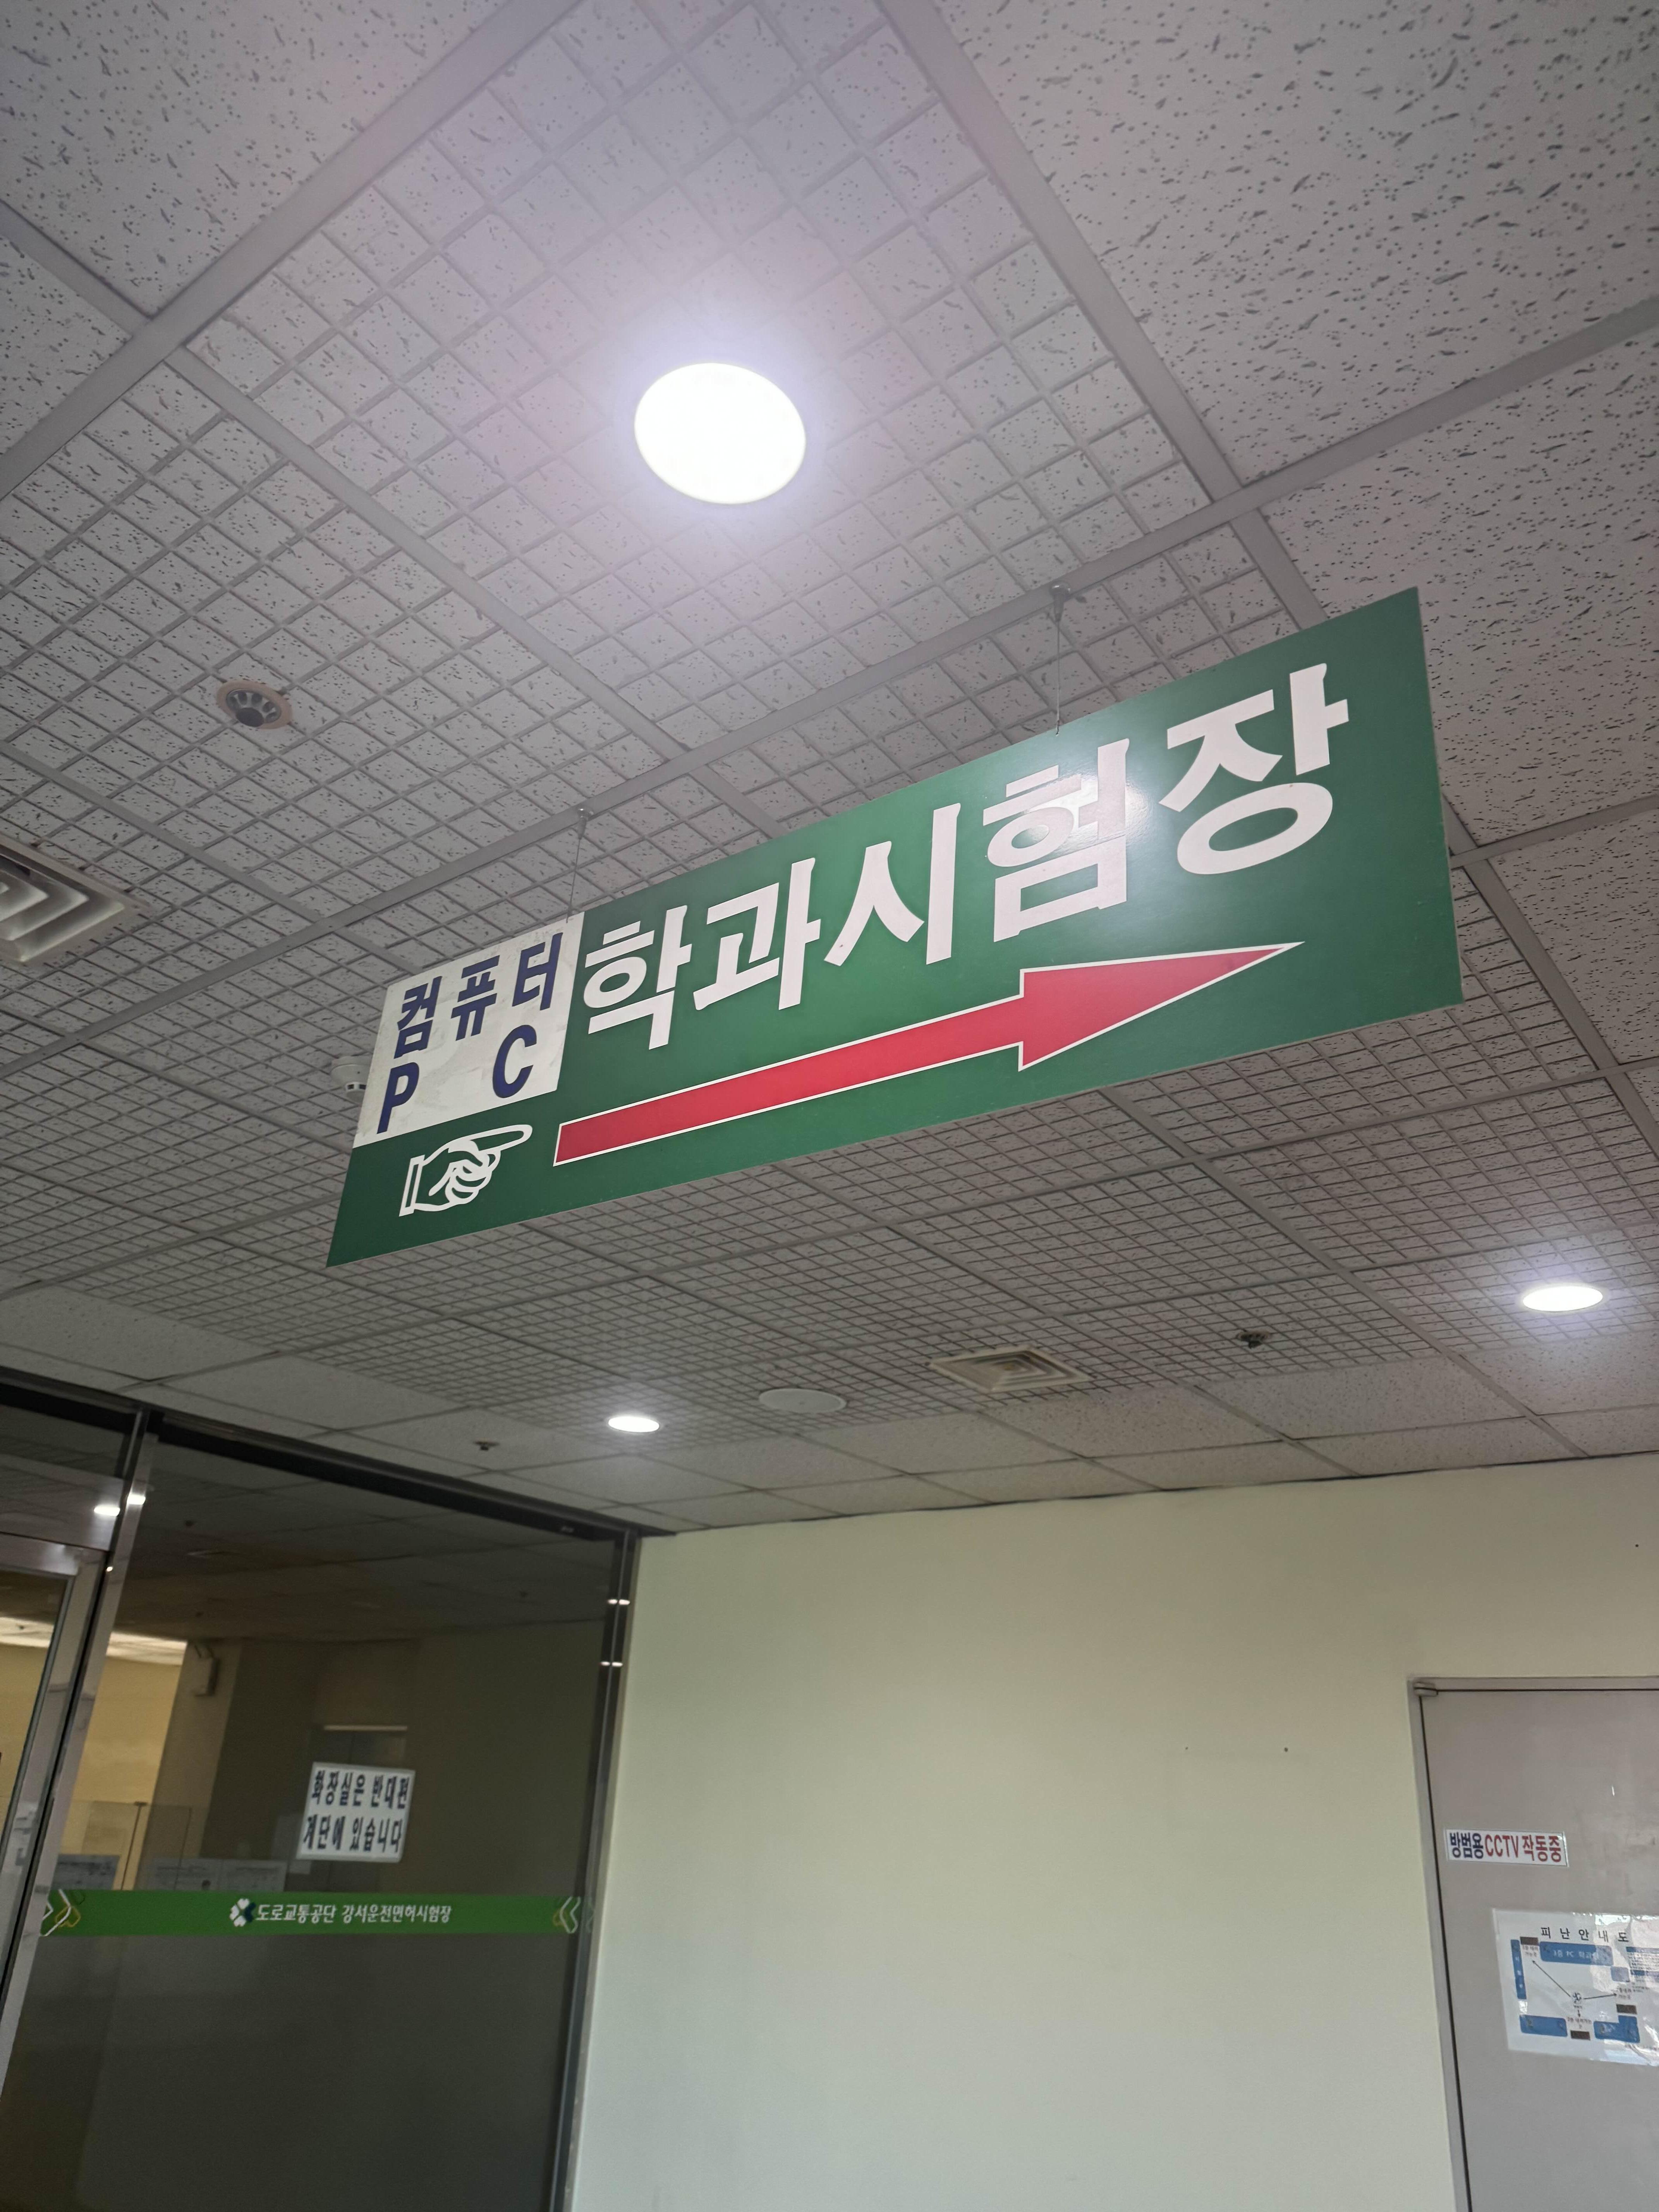 컴퓨터
PC
학과시험장
화장실은 반대편
계단에 있습니다
도로교통공단 강서운전면허시험장
방범용CCTV작동중
피난안내도